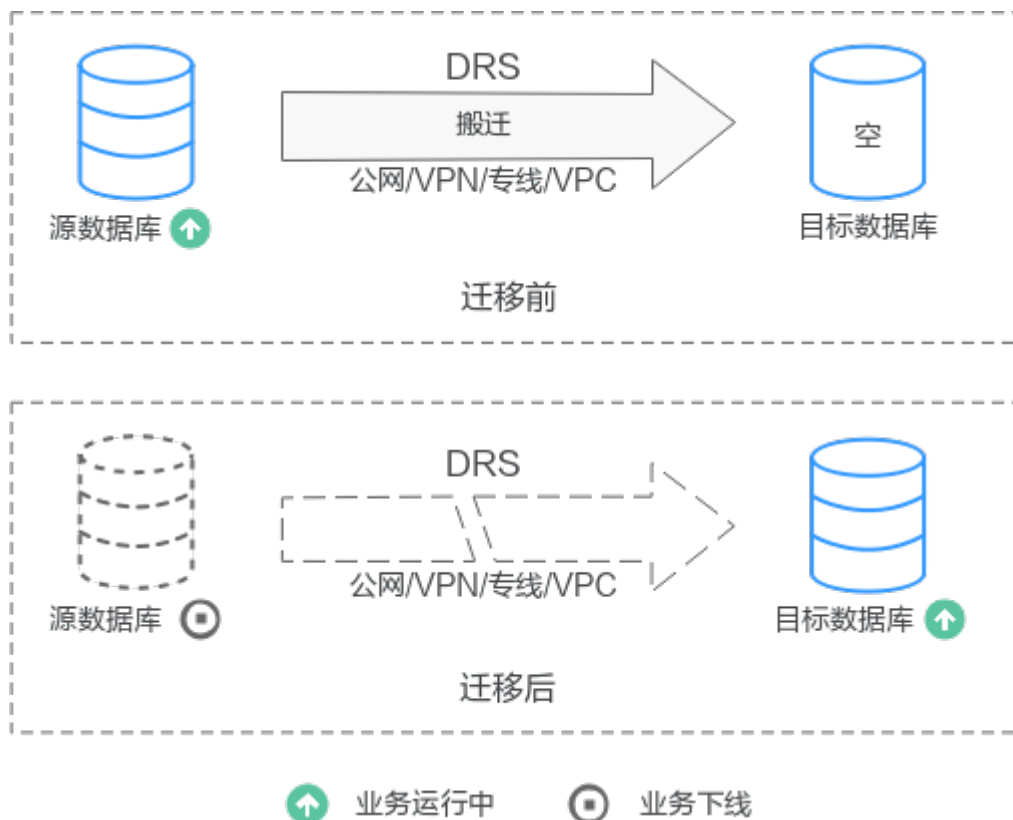 DRS
搬迁
空
公网/VPN/专线/VPC
源数据库
目标数据库
迁移前
DRS
公网/VPN/专线/VPC
源数据库
目标数据库
迁移后
业务运行中
业务下线